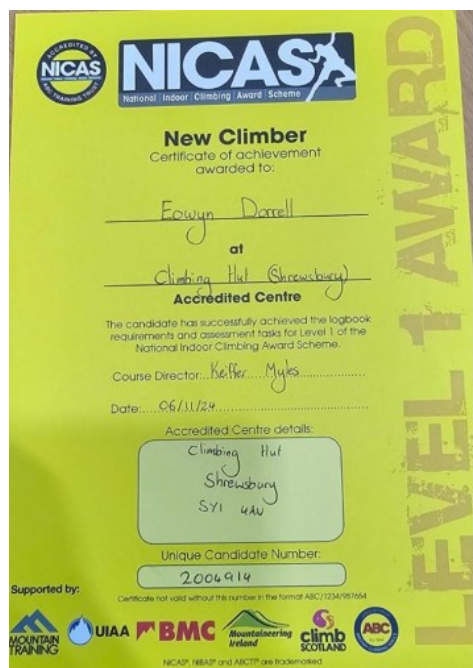 ACCREDITED BY
NICAS
ABC TRAINING TRUST
NICAS
National Indoor Climbing Award Scheme
New Climber
Certificate of achievement
awarded to:
Eowyn Dorrell
at
Climbing Hut (Shrewsbury)
Accredited Centre
The candidate has successfully achieved the logbook
requirements and assessment tasks for Level 1 of the
National Indoor Climbing Award Scheme.
Course Director: Keiffer Myles
Date: 06/11/24
Accredited Centre details:
Climbing Hut
Shrewsbury
SY1 4AU
Unique Candidate Number:
2004914
Certificate not valid without this number in the format ABC/1234/987654
Supported by:
MOUNTAIN
TRAINING
UIAA
BMC
Mountaineering
Ireland
climb
SCOTLAND
ABC
NICAS®, NIBAS® and ABCTT® are trademarked
LEVEL 1 AWARD